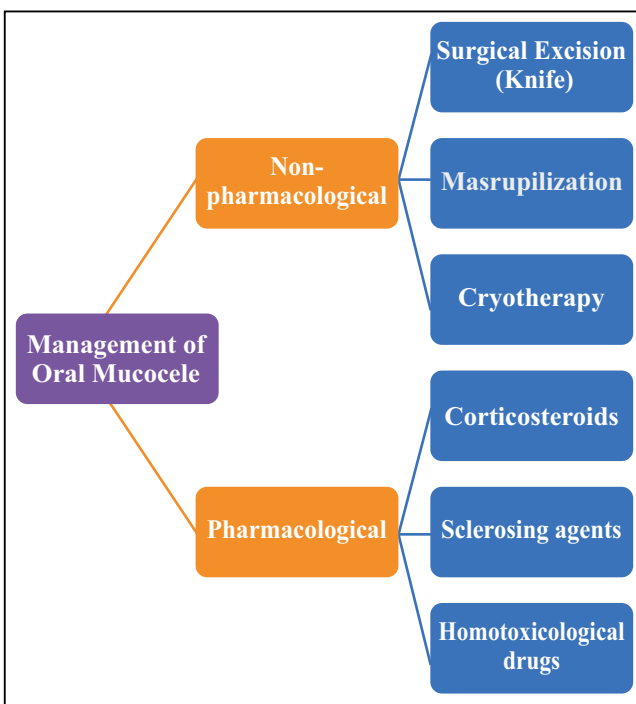 Surgical Excision
(Knife)
Non-
pharmacological
Masrupilization
Cryotherapy
Management of
Oral Mucocele
Corticosteroids
Pharmacological
Sclerosing agents
Homotoxicological
drugs